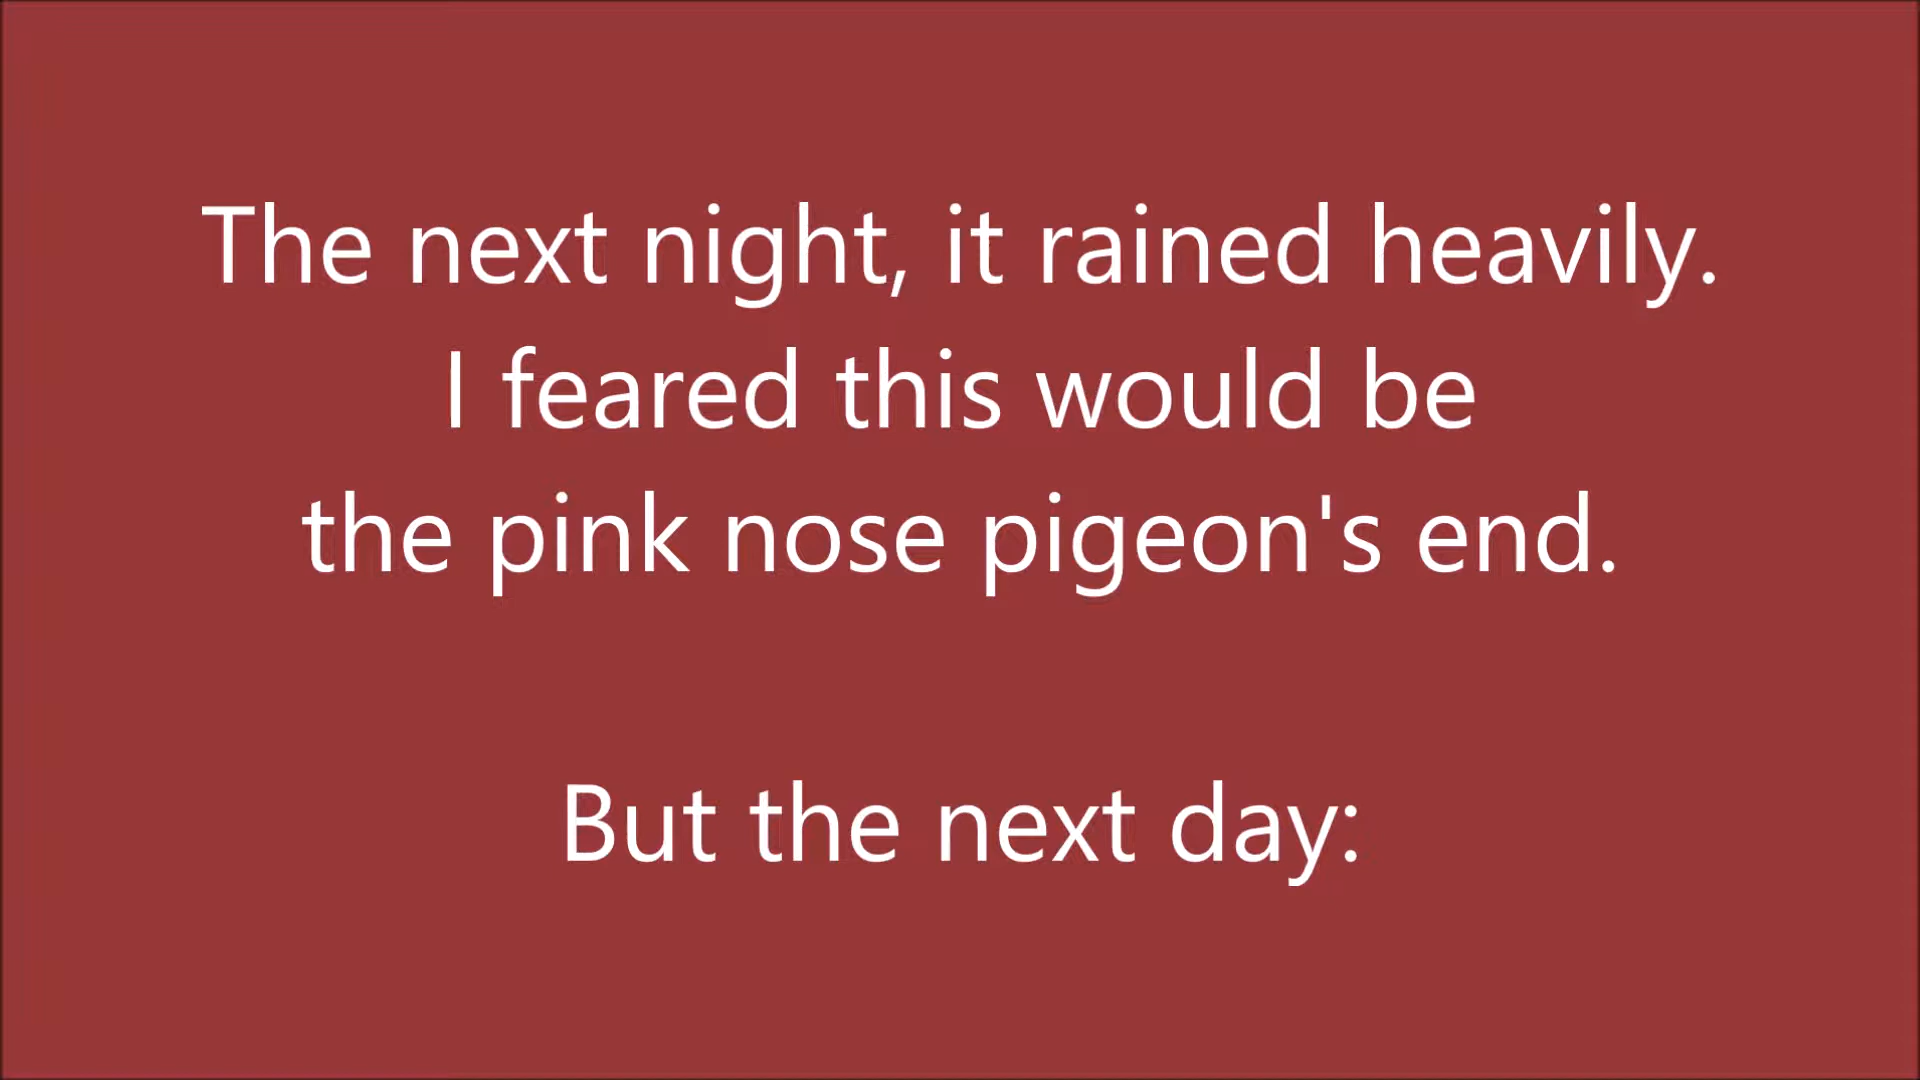 The next night, it rained heavily.
I feared this would be
the pink nose pigeon's end.
But the next day: